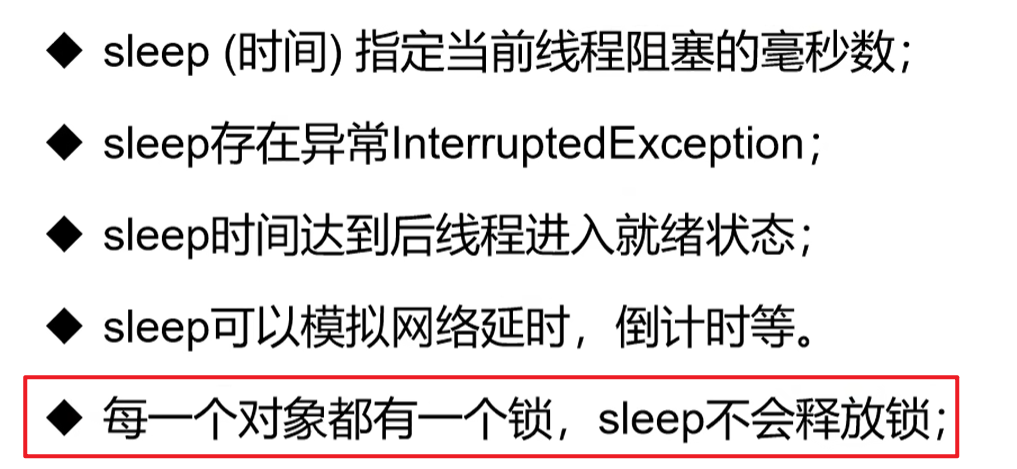 ◆ sleep (时间) 指定当前线程阻塞的毫秒数；
◆ sleep存在异常InterruptedException；
◆ sleep时间达到后线程进入就绪状态；
◆ sleep可以模拟网络延时，倒计时等。
◆ 每一个对象都有一个锁，sleep不会释放锁；